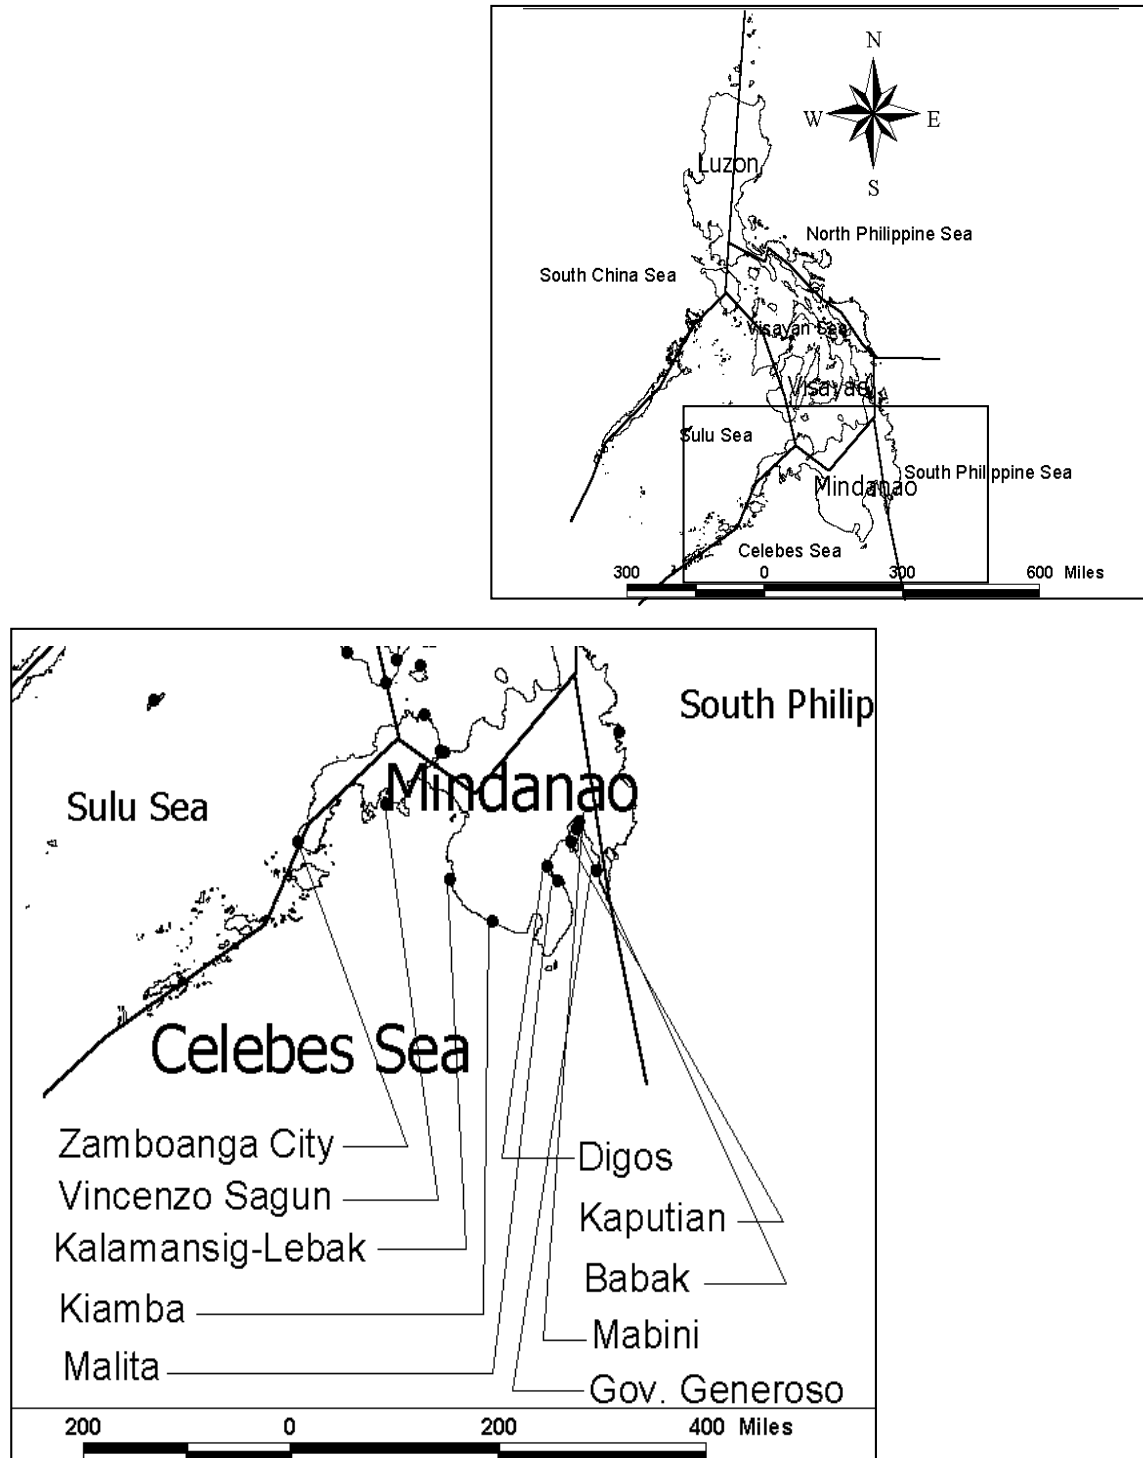 N
W E
S
Luzon
North Philippine Sea
South China Sea
Visayan Sea
Visayas
Sulu Sea
South Philippine Sea
Mindanao
Celebes Sea
300 0 300 600 Miles
South Philip
Mindanao
Sulu Sea
Celebes Sea
Zamboanga City
Vincenzo Sagun
Kalamansig-Lebak
Kiamba
Malita
Digos
Kaputian
Babak
Mabini
Gov. Generoso
200 0 200 400 Miles